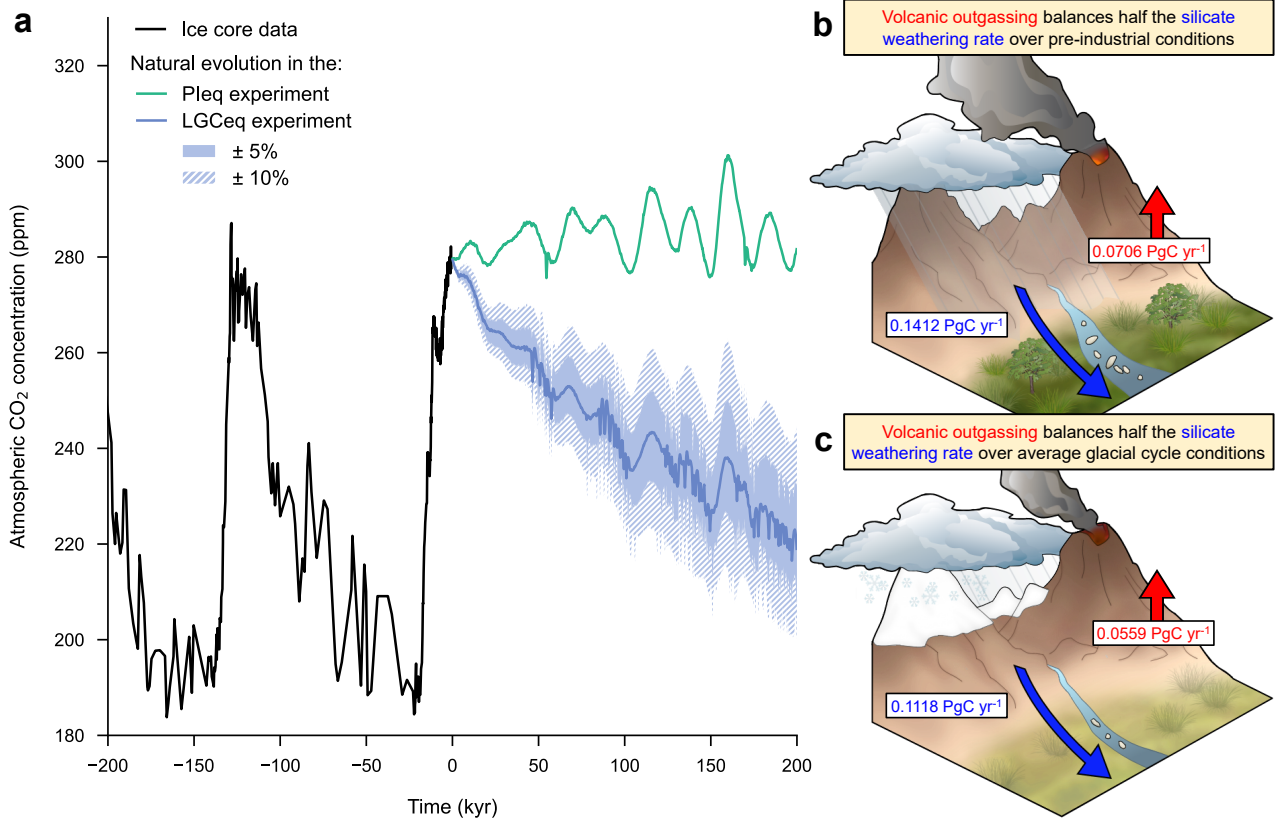 a
Ice core data
Natural evolution in the:
PIeq experiment
LGCeq experiment
± 5%
± 10%
Atmospheric CO₂ concentration (ppm)
320
300
280
260
240
220
200
180
−200
−150
−100
−50
0
50
100
150
200
Time (kyr)
b
Volcanic outgassing balances half the silicate
weathering rate over pre-industrial conditions
0.0706 PgC yr⁻¹
0.1412 PgC yr⁻¹
c
Volcanic outgassing balances half the silicate
weathering rate over average glacial cycle conditions
0.0559 PgC yr⁻¹
0.1118 PgC yr⁻¹